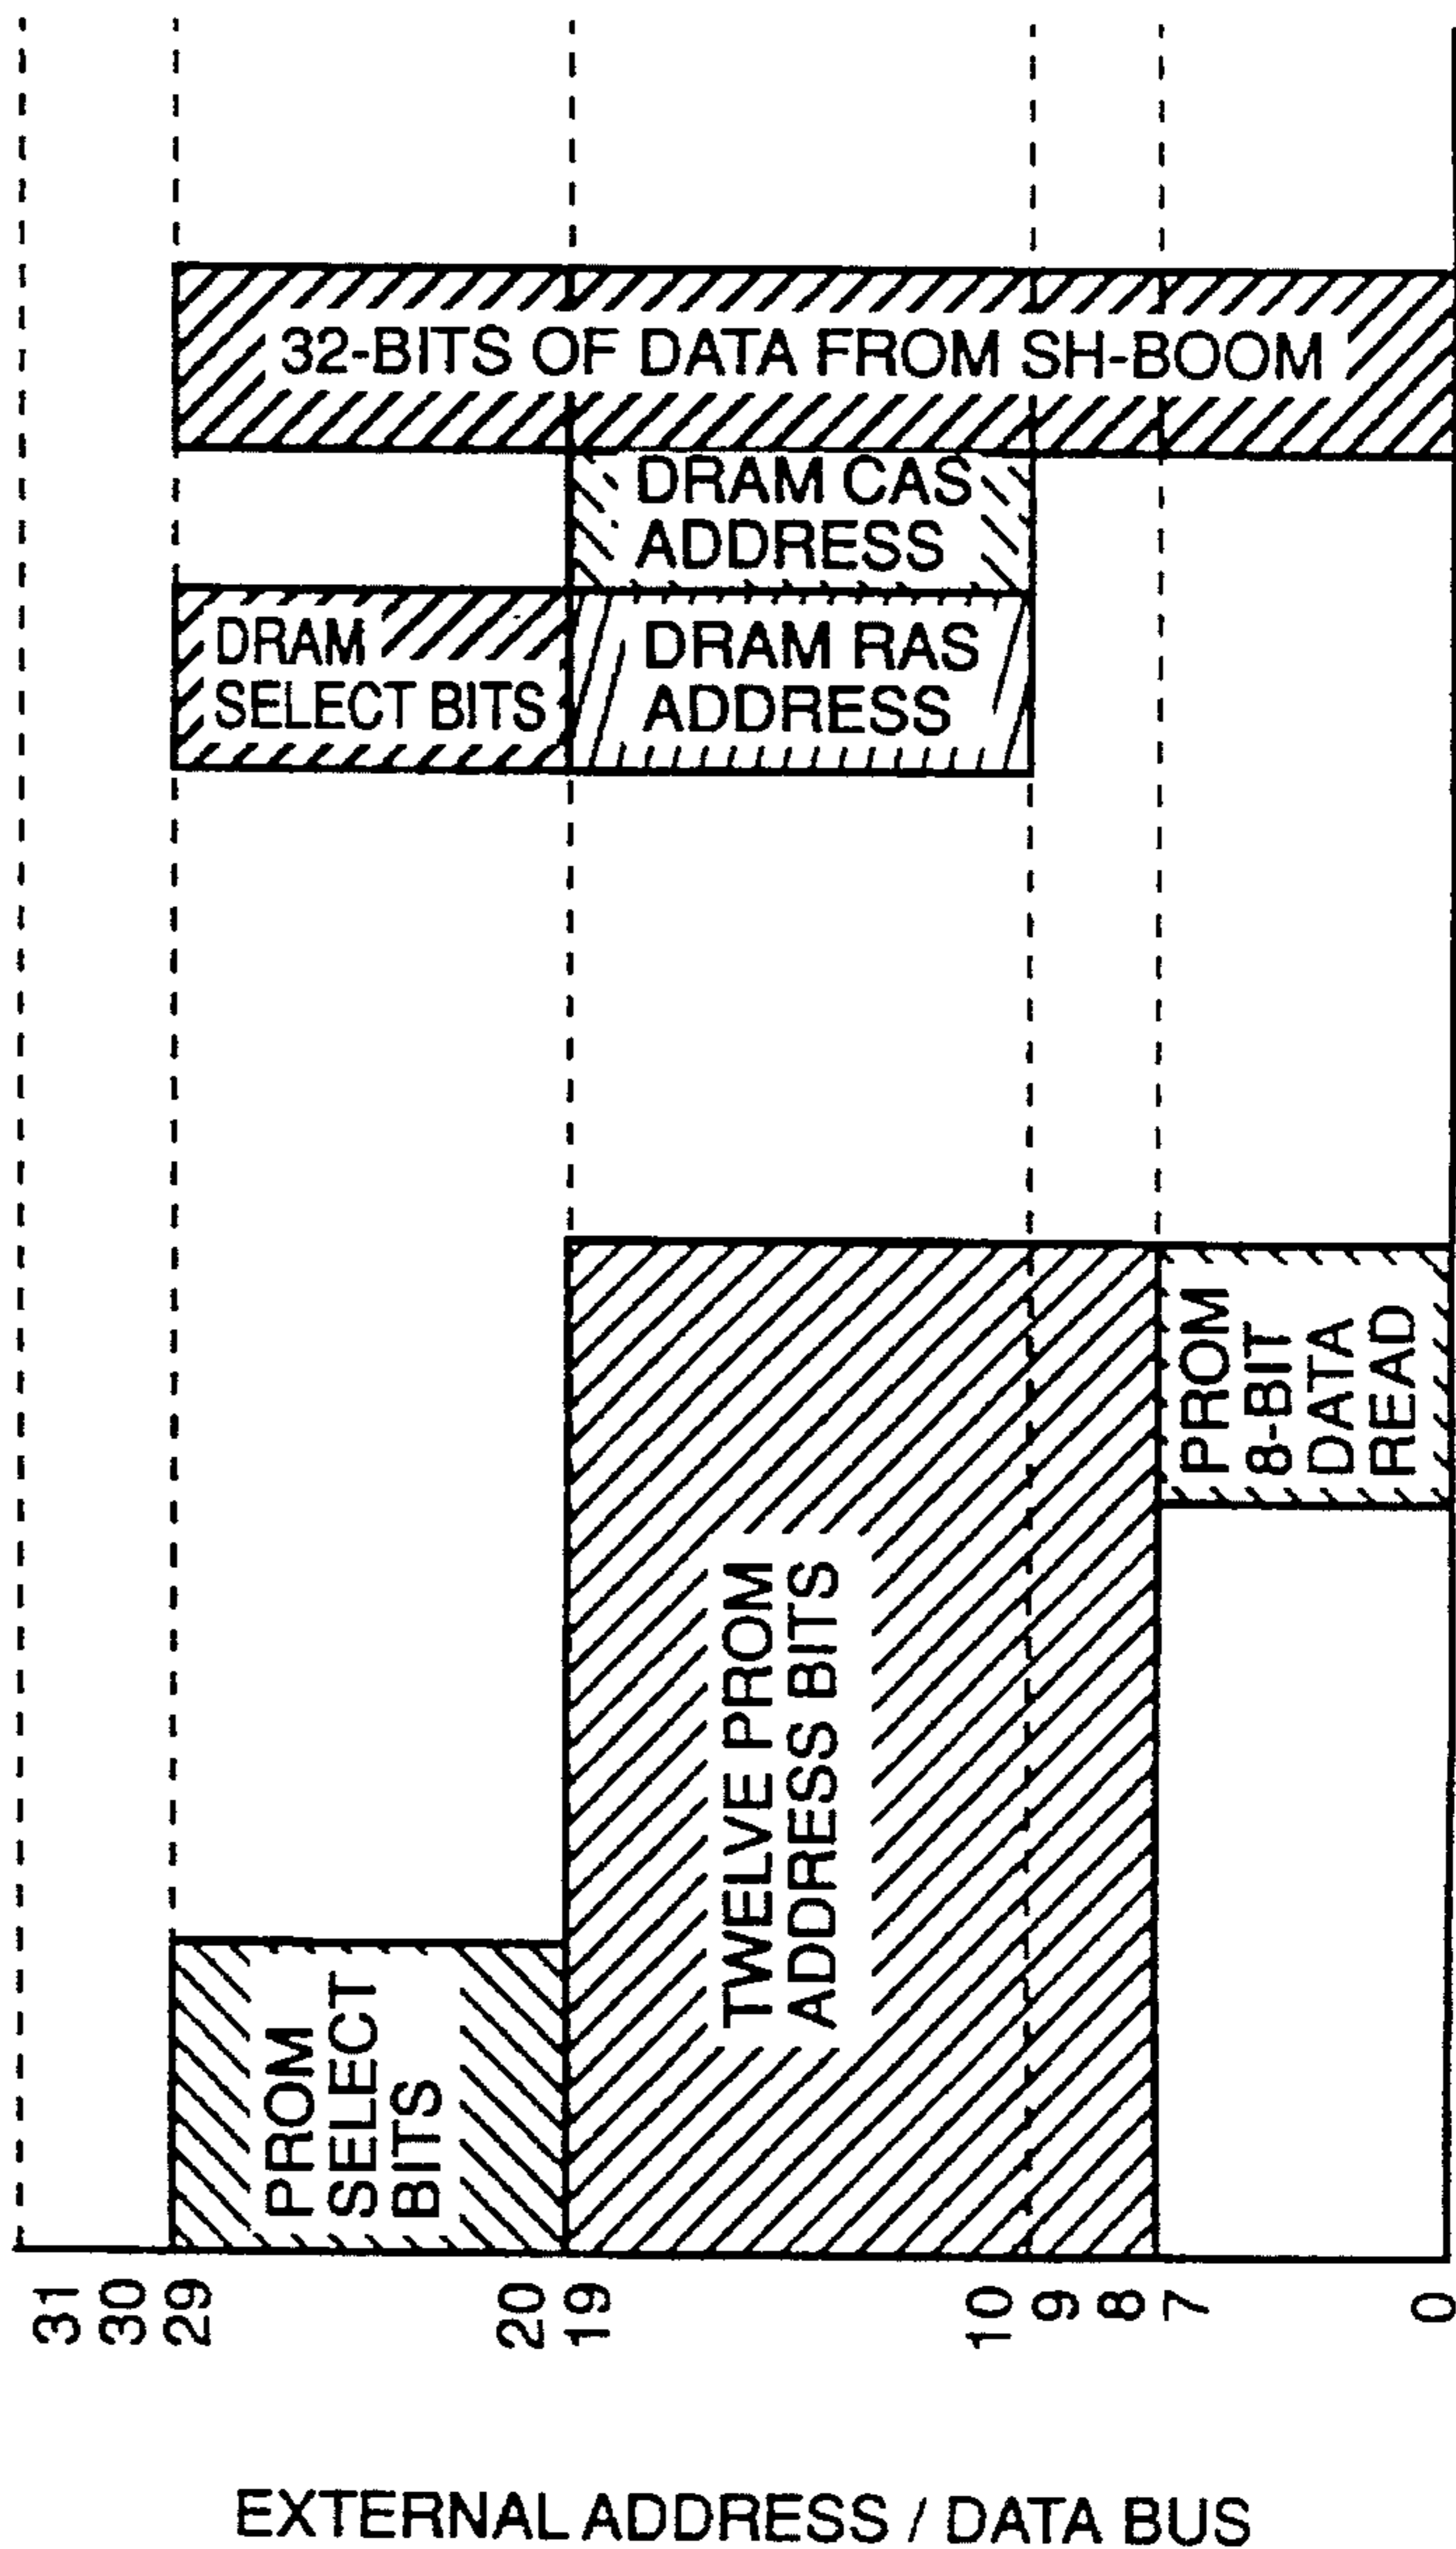 32-BITS OF DATA FROM SH-BOOM
DRAM CAS
ADDRESS
DRAM
SELECT BITS
DRAM RAS
ADDRESS
PROM
8-BIT
DATA
READ
TWELVE PROM
ADDRESS BITS
PROM
SELECT
BITS
31
30
29
20
19
10
9
8
7
0
EXTERNAL ADDRESS / DATA BUS